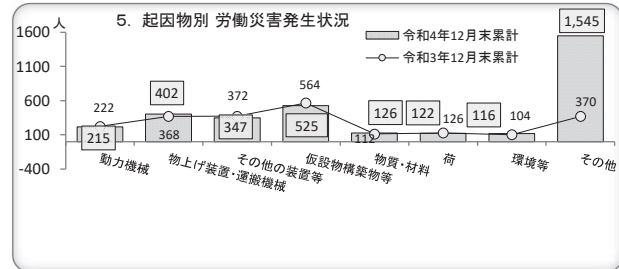 人
5. 起因物別 労働災害発生状況
令和4年12月末累計
令和3年12月末累計
1600
1100
600
100
-400
222
215
402
368
372
347
564
525
126
112
122
126
116
104
1,545
370
動力機械
物上げ装置・運搬機械
その他の装置等
仮設物構築物等
物質・材料
荷
環境等
その他